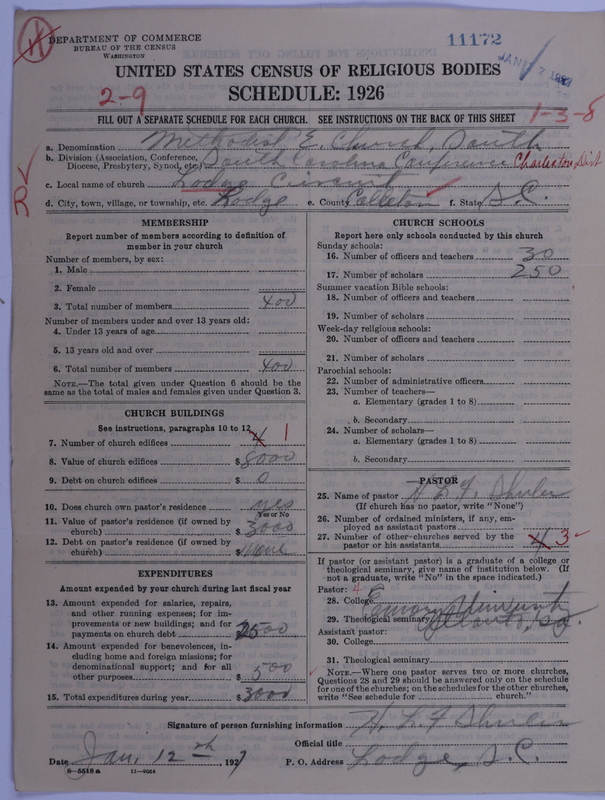 DEPARTMENT OF COMMERCE
BUREAU OF THE CENSUS
WASHINGTON
11172
JAN 1927
UNITED STATES CENSUS OF RELIGIOUS BODIES
SCHEDULE: 1926
2-9
FILL OUT A SEPARATE SCHEDULE FOR EACH CHURCH. SEE INSTRUCTIONS ON THE BACK OF THIS SHEET
1-3-8
a. Denomination Methodist E. Church, South
b. Division (Association, Conference, Diocese, Presbytery, Synod, etc.) South Carolina Conference Charleston Dist
c. Local name of church Lodge Circuit
d. City, town, village, or township, etc. Lodge e. County Colleton f. State S.C.
MEMBERSHIP
Report number of members according to definition of member in your church
Number of members, by sex:
1. Male
2. Female
3. Total number of members 400
Number of members under and over 13 years old:
4. Under 13 years of age
5. 13 years old and over
6. Total number of members 400
NOTE.—The total given under Question 6 should be the same as the total of males and females given under Question 3.
CHURCH BUILDINGS
See instructions, paragraphs 10 to 12
7. Number of church edifices 4 1
8. Value of church edifices $ 8000
9. Debt on church edifices $ 0
10. Does church own pastor's residence yes
Yes or No
11. Value of pastor's residence (if owned by church) $ 3000
12. Debt on pastor's residence (if owned by church) $ None
EXPENDITURES
Amount expended by your church during last fiscal year
13. Amount expended for salaries, repairs, and other running expenses; for improvements or new buildings; and for payments on church debt $ 2500
14. Amount expended for benevolences, including home and foreign missions; for denominational support; and for all other purposes $ 500
15. Total expenditures during year $ 3000
CHURCH SCHOOLS
Report here only schools conducted by this church
Sunday schools:
16. Number of officers and teachers 30
17. Number of scholars 250
Summer vacation Bible schools:
18. Number of officers and teachers
19. Number of scholars
Week-day religious schools:
20. Number of officers and teachers
21. Number of scholars
Parochial schools:
22. Number of administrative officers
23. Number of teachers—
a. Elementary (grades 1 to 8)
b. Secondary
24. Number of scholars—
a. Elementary (grades 1 to 8)
b. Secondary
PASTOR
25. Name of pastor H. L. F. Shuler
(If church has no pastor, write "None")
26. Number of ordained ministers, if any, employed as assistant pastors
27. Number of other churches served by the pastor or his assistants 4 3
If pastor (or assistant pastor) is a graduate of a college or theological seminary, give name of institution below. (If not a graduate, write "No" in the space indicated.)
Pastor:
28. College Emory University
29. Theological seminary Atlanta, Ga.
Assistant pastor:
30. College
31. Theological seminary
NOTE.—Where one pastor serves two or more churches, Questions 28 and 29 should be answered only on the schedule for one of the churches; on the schedules for the other churches, write "See schedule for church."
Signature of person furnishing information H. L. F. Shuler
Official title
Date Jan. 12th, 1927 P. O. Address Lodge, S.C.
8—5518a 11—9064